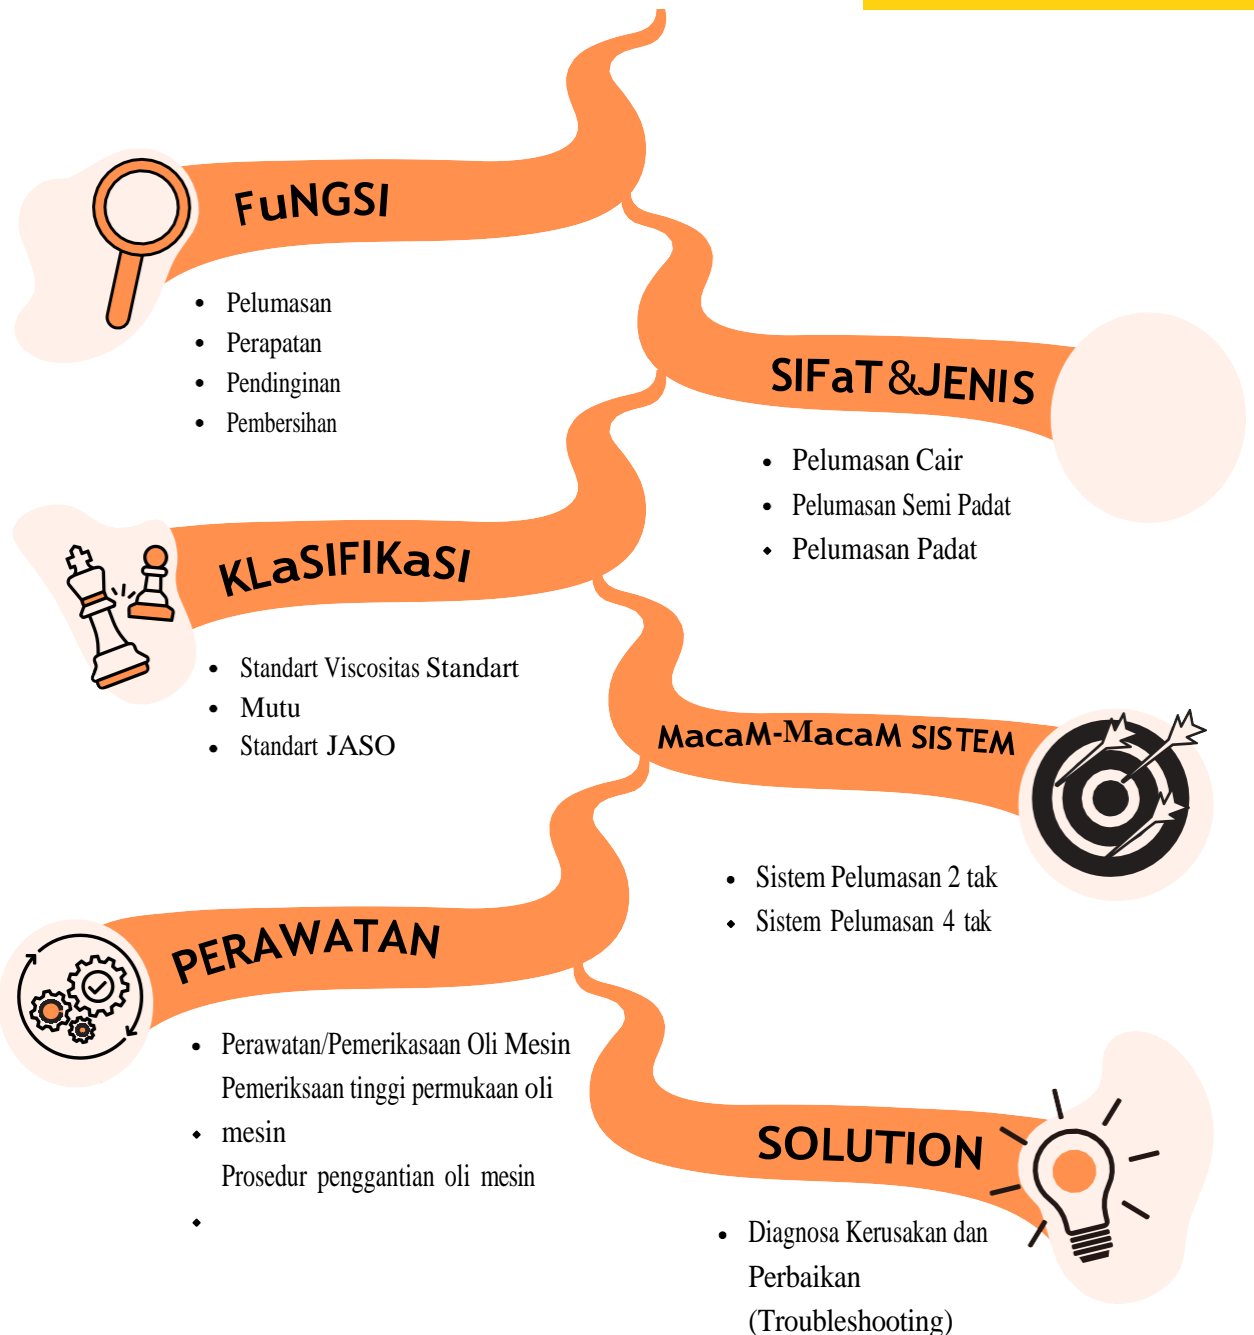 FuNGSI
• Pelumasan
• Perapatan
• Pendinginan
• Pembersihan
SIFaT&JENIS
• Pelumasan Cair
• Pelumasan Semi Padat
• Pelumasan Padat
KLaSIFIKaSI
• Standart Viscositas Standart
• Mutu
• Standart JASO
MacaM-MacaM SISTEM
• Sistem Pelumasan 2 tak
• Sistem Pelumasan 4 tak
PERAWATAN
• Perawatan/Pemerikasaan Oli Mesin
Pemeriksaan tinggi permukaan oli
• mesin
Prosedur penggantian oli mesin
•
SOLUTION
• Diagnosa Kerusakan dan
Perbaikan
(Troubleshooting)